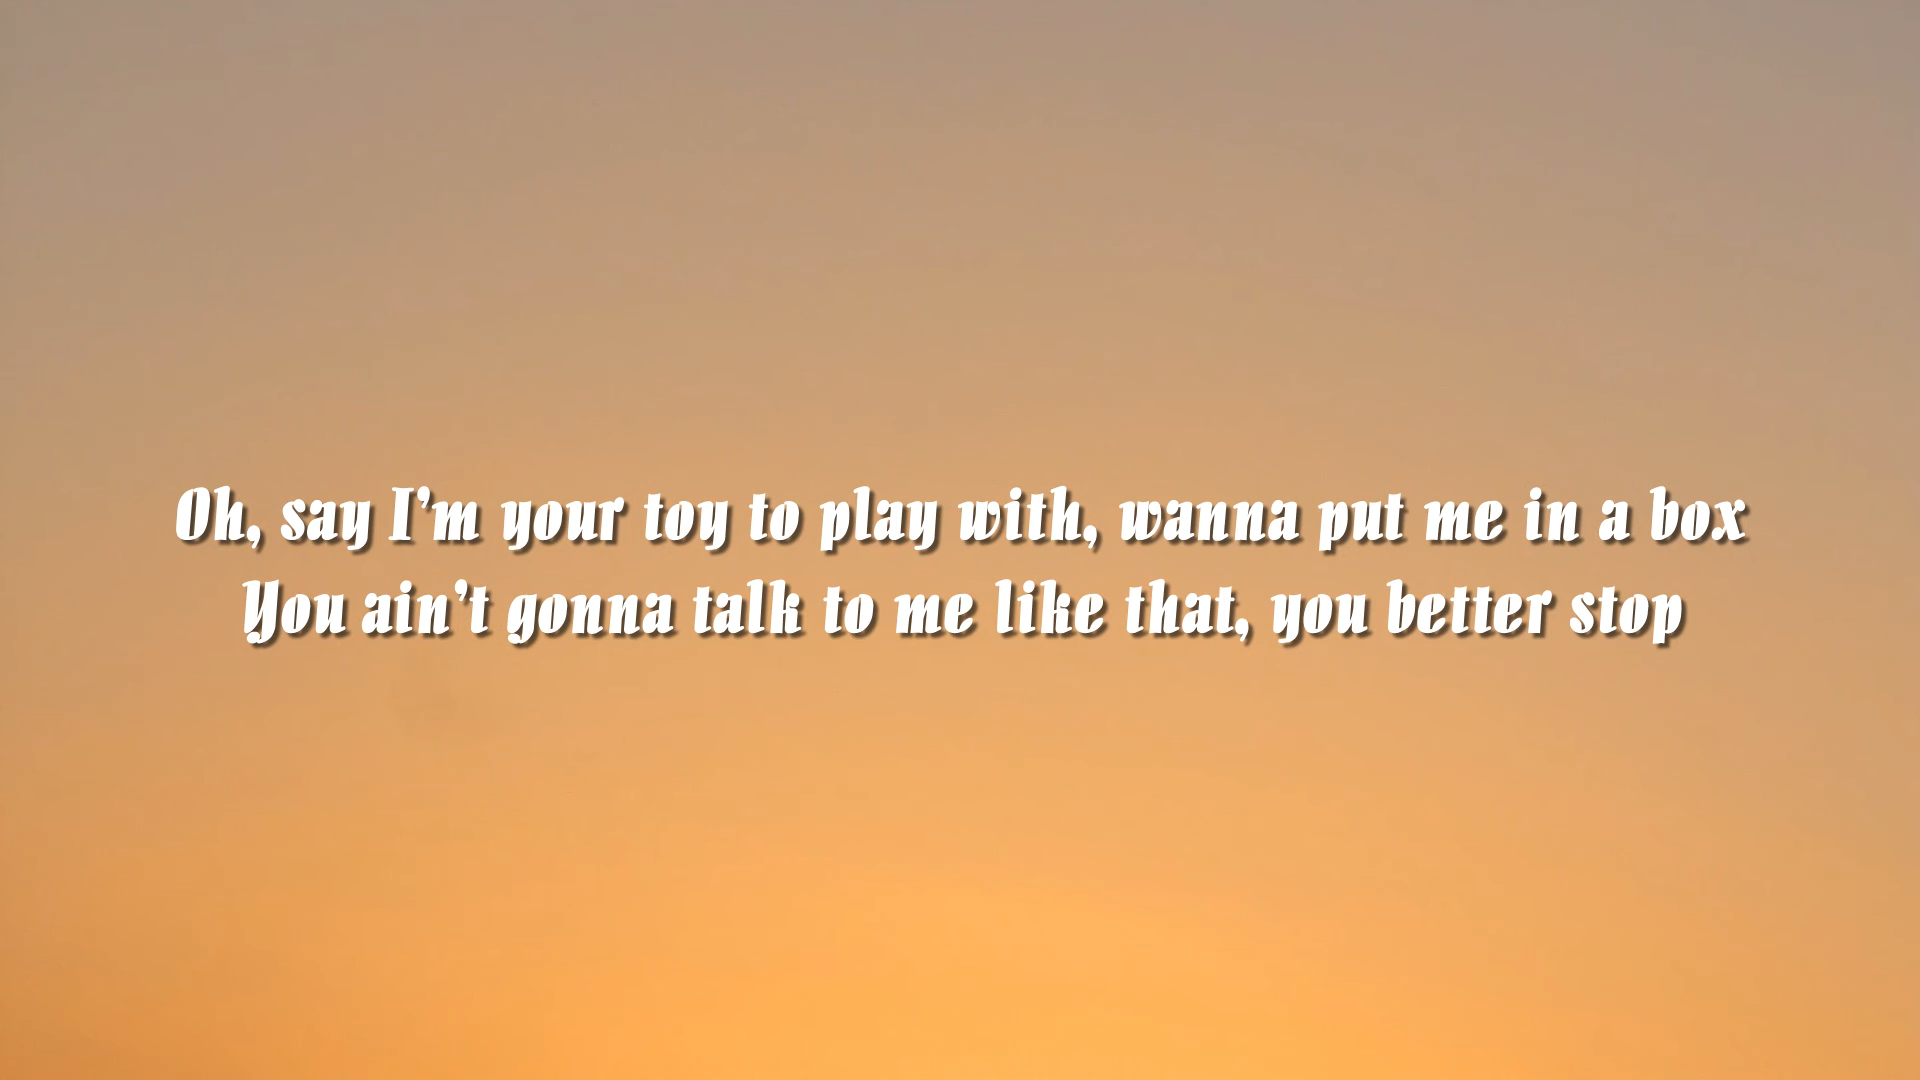 Oh, say I'm your toy to play with, wanna put me in a box
You ain't gonna talk to me like that, you better stop